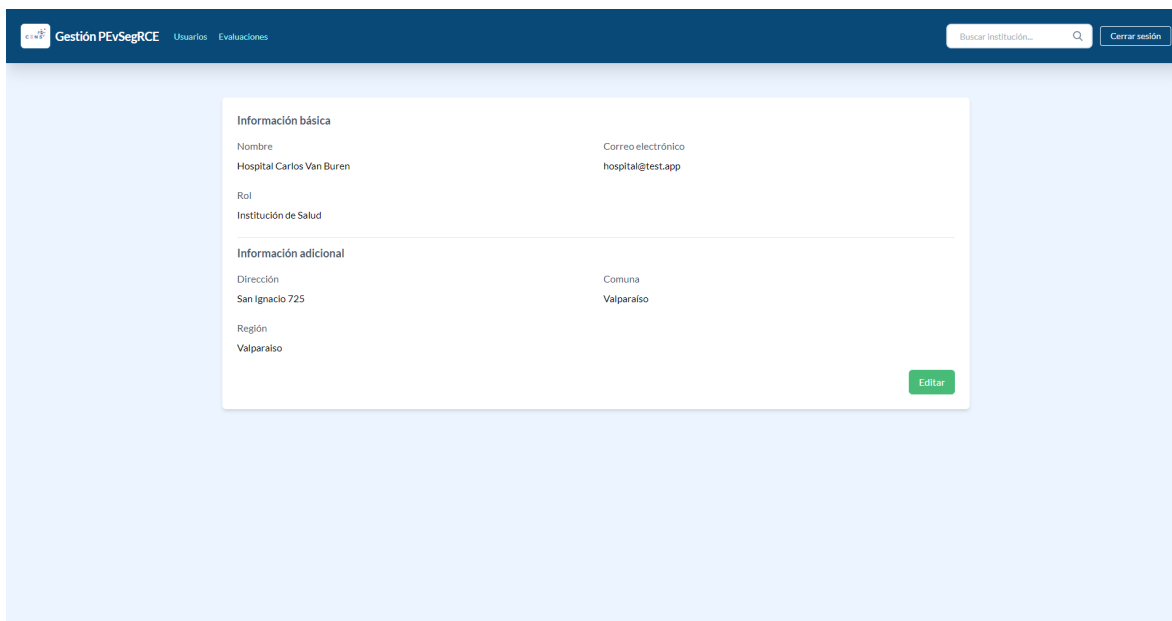 CENS
Gestión PEvSegRCE Usuarios Evaluaciones Buscar institución... Cerrar sesión
Información básica
Nombre Correo electrónico
Hospital Carlos Van Buren hospital@test.app
Rol
Institución de Salud
Información adicional
Dirección Comuna
San Ignacio 725 Valparaíso
Región
Valparaiso
Editar